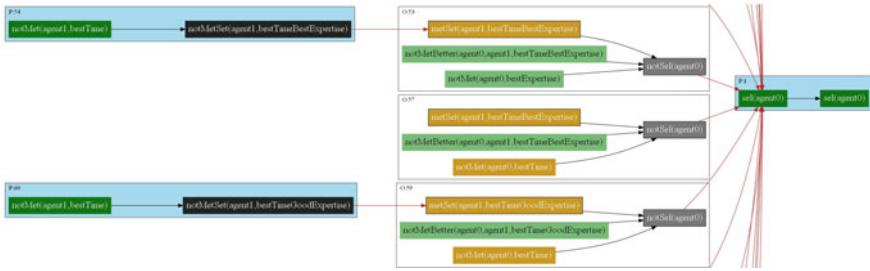 P:54
notMet(agent1,bestTime)
notMetSet(agent1,bestTimeBestExpertise)
O:53
metSet(agent1,bestTimeBestExpertise)
notMetBetter(agent0,agent1,bestTimeBestExpertise)
notMet(agent0,bestExpertise)
notSel(agent0)
P:1
sel(agent0)
sel(agent0)
O:57
metSet(agent1,bestTimeBestExpertise)
notMetBetter(agent0,agent1,bestTimeBestExpertise)
notMet(agent0,bestTime)
notSel(agent0)
P:60
notMet(agent1,bestTime)
notMetSet(agent1,bestTimeGoodExpertise)
O:59
metSet(agent1,bestTimeGoodExpertise)
notMetBetter(agent0,agent1,bestTimeGoodExpertise)
notMet(agent0,bestTime)
notSel(agent0)